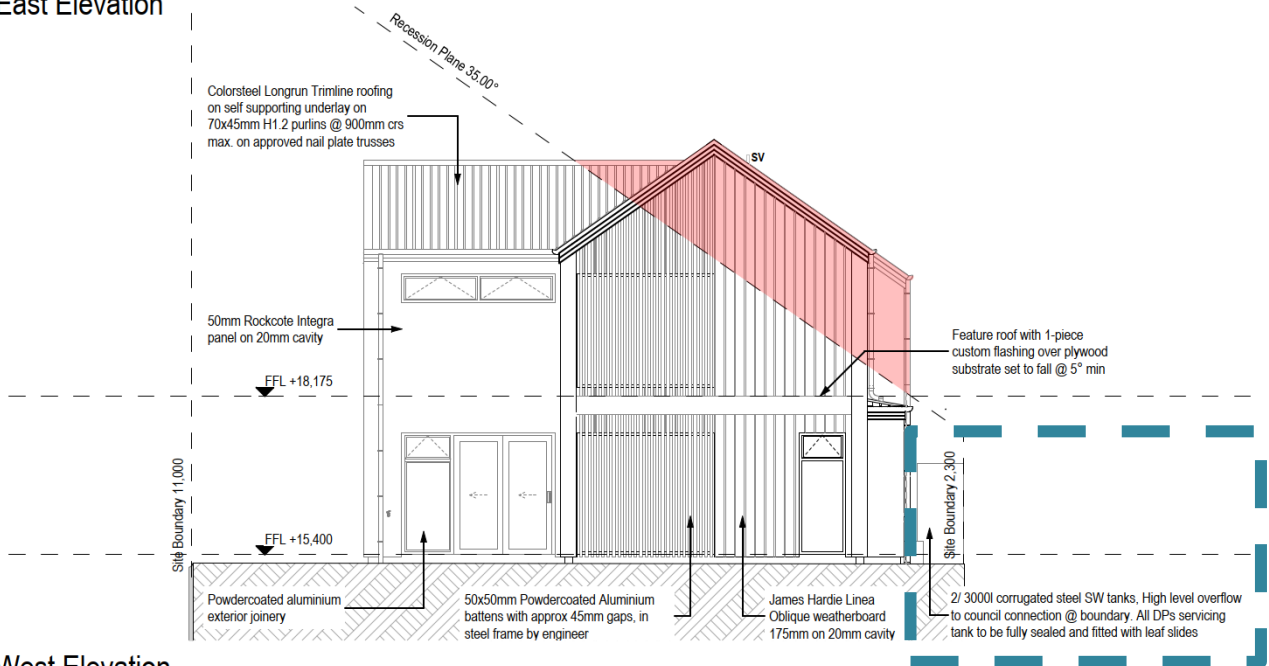 East Elevation
Recession Plane 35.00°
Colorsteel Longrun Trimline roofing
on self supporting underlay on
70x45mm H1.2 purlins @ 900mm crs
max. on approved nail plate trusses
SV
50mm Rockcote Integra
panel on 20mm cavity
Feature roof with 1-piece
custom flashing over plywood
substrate set to fall @ 5° min
FFL +18,175
Site Boundary 11,000
Site Boundary 2,300
FFL +15,400
Powdercoated aluminium
exterior joinery
50x50mm Powdercoated Aluminium
battens with approx 45mm gaps, in
steel frame by engineer
James Hardie Linea
Oblique weatherboard
175mm on 20mm cavity
2/ 3000l corrugated steel SW tanks, High level overflow
to council connection @ boundary. All DPs servicing
tank to be fully sealed and fitted with leaf slides
West Elevation